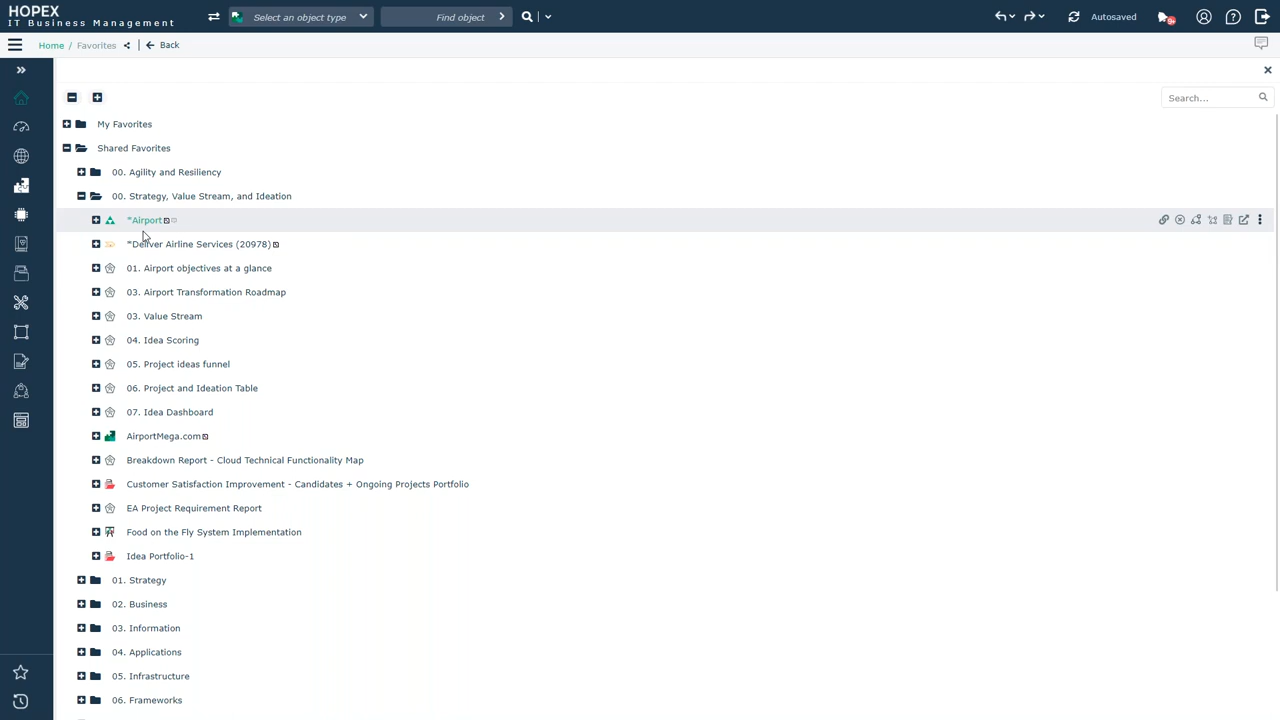 HOPEX
IT Business Management
Select an object type
Find object
Autosaved
9+
Home / Favorites
Back
Search...
My Favorites
Shared Favorites
00. Agility and Resiliency
00. Strategy, Value Stream, and Ideation
*Airport
*Deliver Airline Services (20978)
01. Airport objectives at a glance
03. Airport Transformation Roadmap
03. Value Stream
04. Idea Scoring
05. Project ideas funnel
06. Project and Ideation Table
07. Idea Dashboard
AirportMega.com
Breakdown Report - Cloud Technical Functionality Map
Customer Satisfaction Improvement - Candidates + Ongoing Projects Portfolio
EA Project Requirement Report
Food on the Fly System Implementation
Idea Portfolio-1
01. Strategy
02. Business
03. Information
04. Applications
05. Infrastructure
06. Frameworks